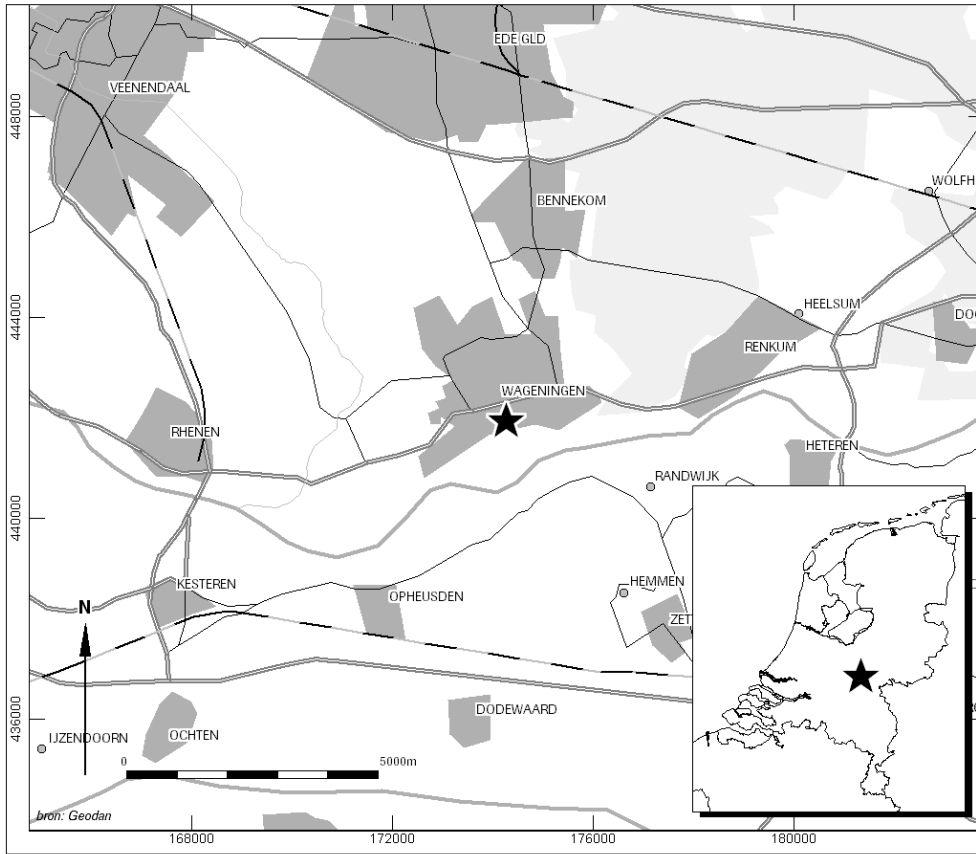 EDE GLD
VEENENDAAL
448000
WOLFH
BENNEKOM
444000
HEELSUM
DOO
RENKUM
WAGENINGEN
RHENEN
HETEREN
RANDWIJK
440000
KESTEREN
HEMMEN
OPHEUSDEN
N
ZET
436000
DODEWAARD
OCHTEN
IJZENDOORN
0 5000m
bron: Geodan
168000 172000 176000 180000